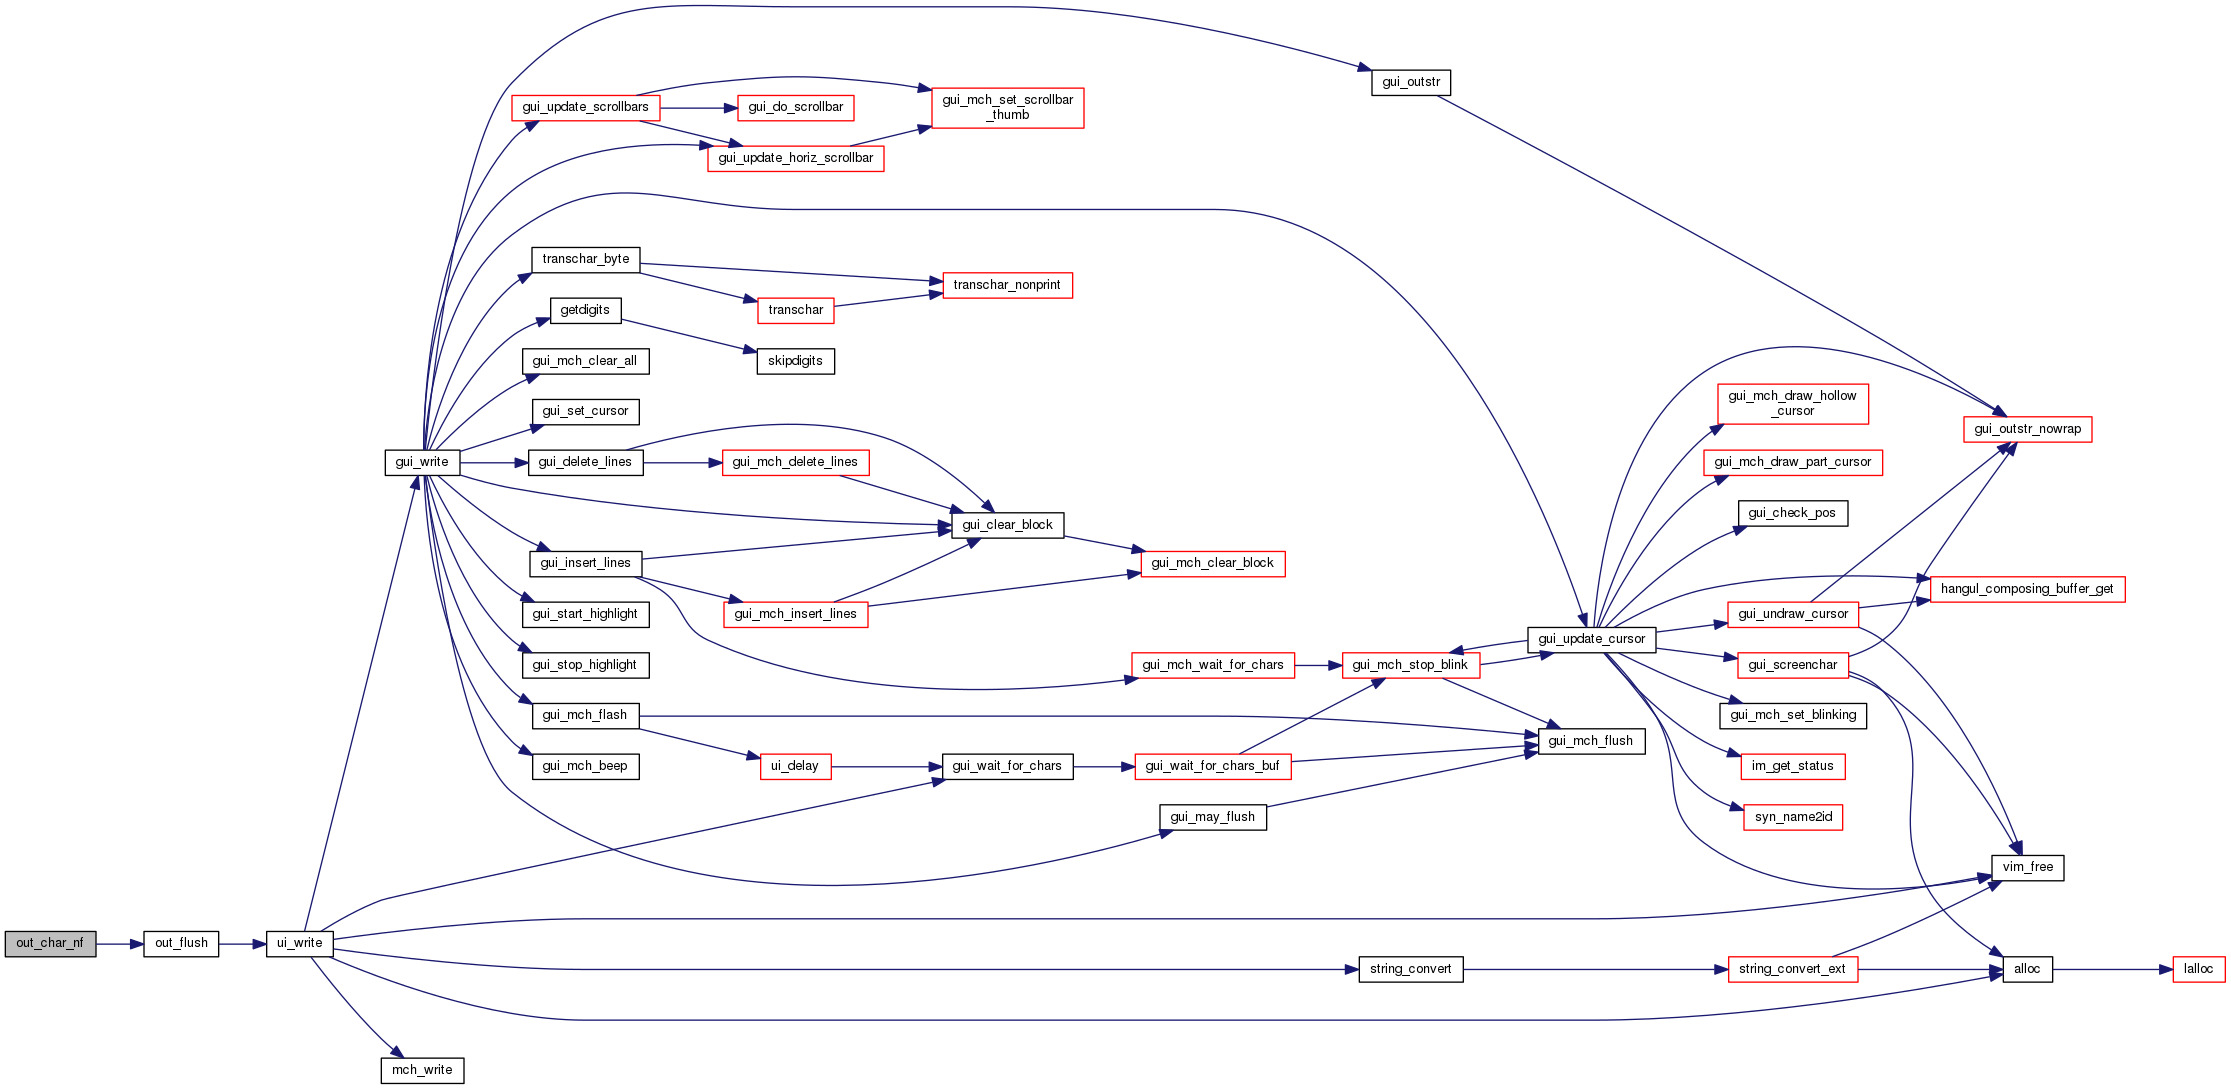 gui_outstr
gui_update_scrollbars
gui_do_scrollbar
gui_mch_set_scrollbar
_thumb
gui_update_horiz_scrollbar
transchar_byte
transchar_nonprint
getdigits
transchar
gui_mch_clear_all
skipdigits
gui_set_cursor
gui_mch_draw_hollow
_cursor
gui_outstr_nowrap
gui_write
gui_delete_lines
gui_mch_delete_lines
gui_mch_draw_part_cursor
gui_clear_block
gui_check_pos
gui_insert_lines
gui_mch_clear_block
hangul_composing_buffer_get
gui_start_highlight
gui_mch_insert_lines
gui_undraw_cursor
gui_update_cursor
gui_stop_highlight
gui_mch_wait_for_chars
gui_mch_stop_blink
gui_screenchar
gui_mch_flash
gui_mch_set_blinking
gui_mch_flush
gui_mch_beep
ui_delay
gui_wait_for_chars
gui_wait_for_chars_buf
im_get_status
gui_may_flush
syn_name2id
vim_free
out_char_nf
out_flush
ui_write
string_convert
string_convert_ext
alloc
lalloc
mch_write